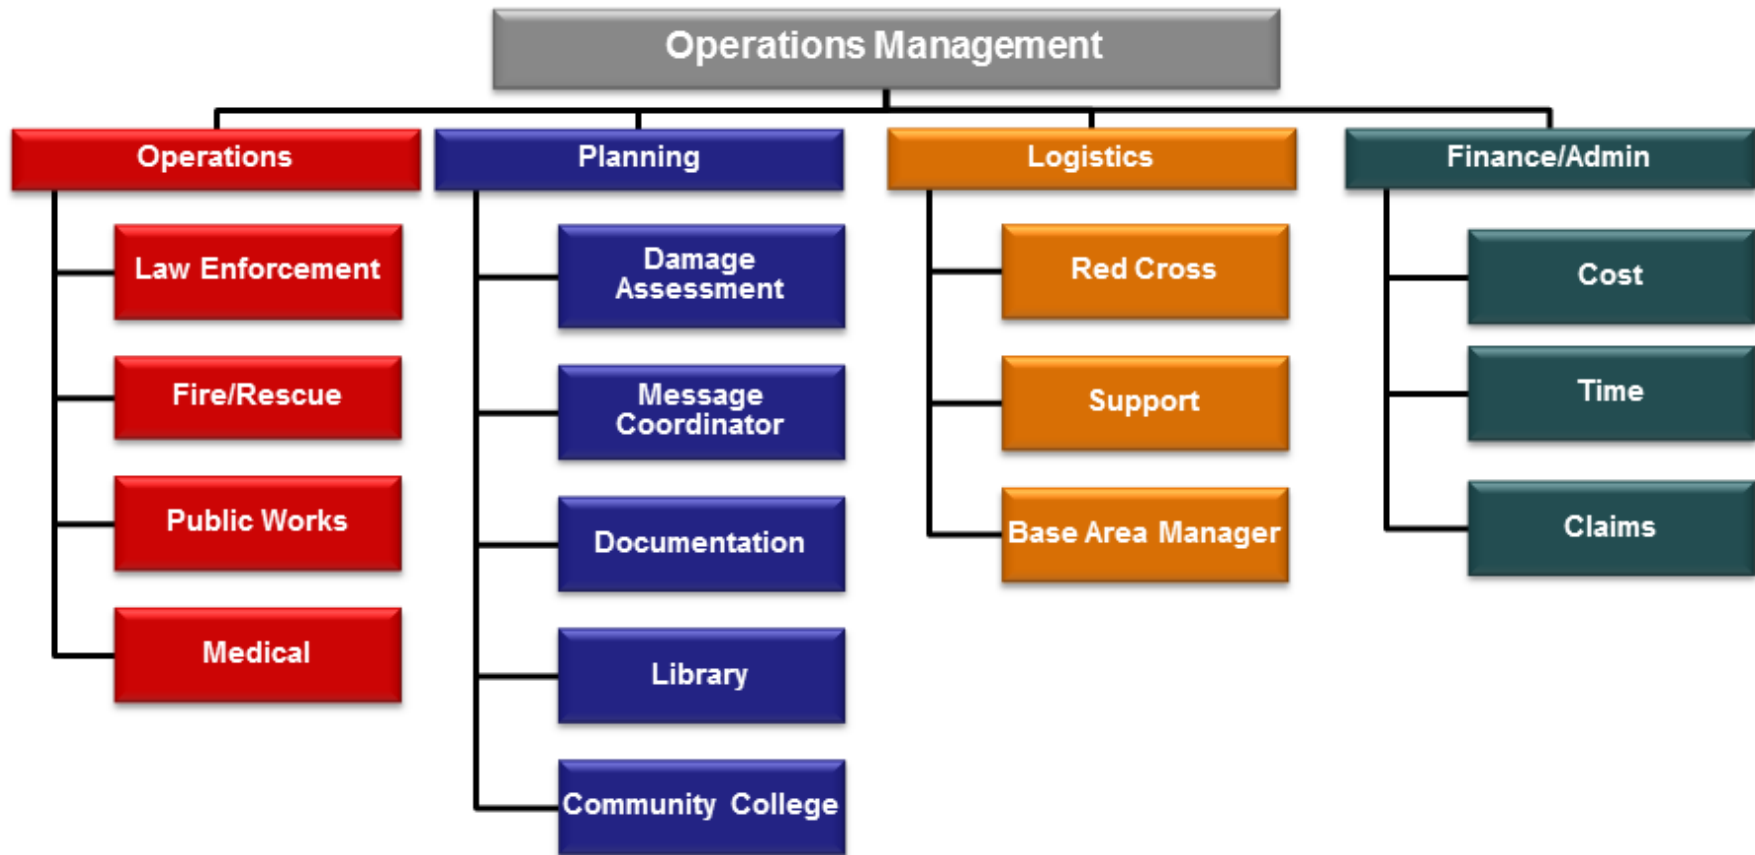 Operations Management
Operations
Planning
Logistics
Finance/Admin
Law Enforcement
Fire/Rescue
Public Works
Medical
Damage
Assessment
Message
Coordinator
Documentation
Library
Community College
Red Cross
Support
Base Area Manager
Cost
Time
Claims